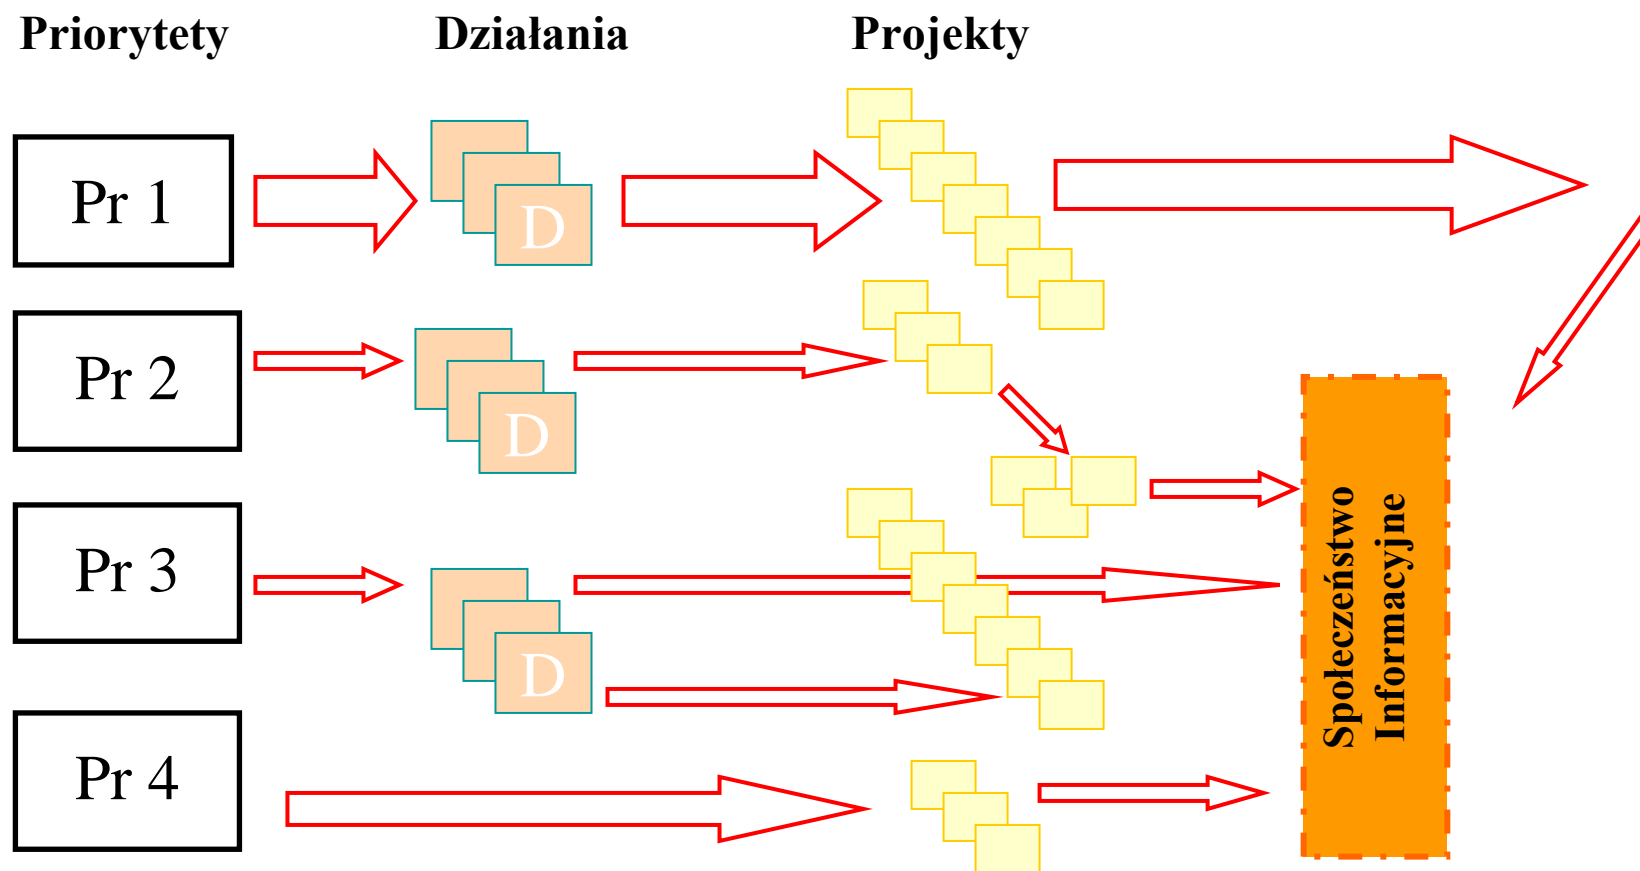 Priorytety Działania Projekty
Pr 1
D
Pr 2
D
Pr 3
D
Pr 4
Społeczeństwo
Informacyjne